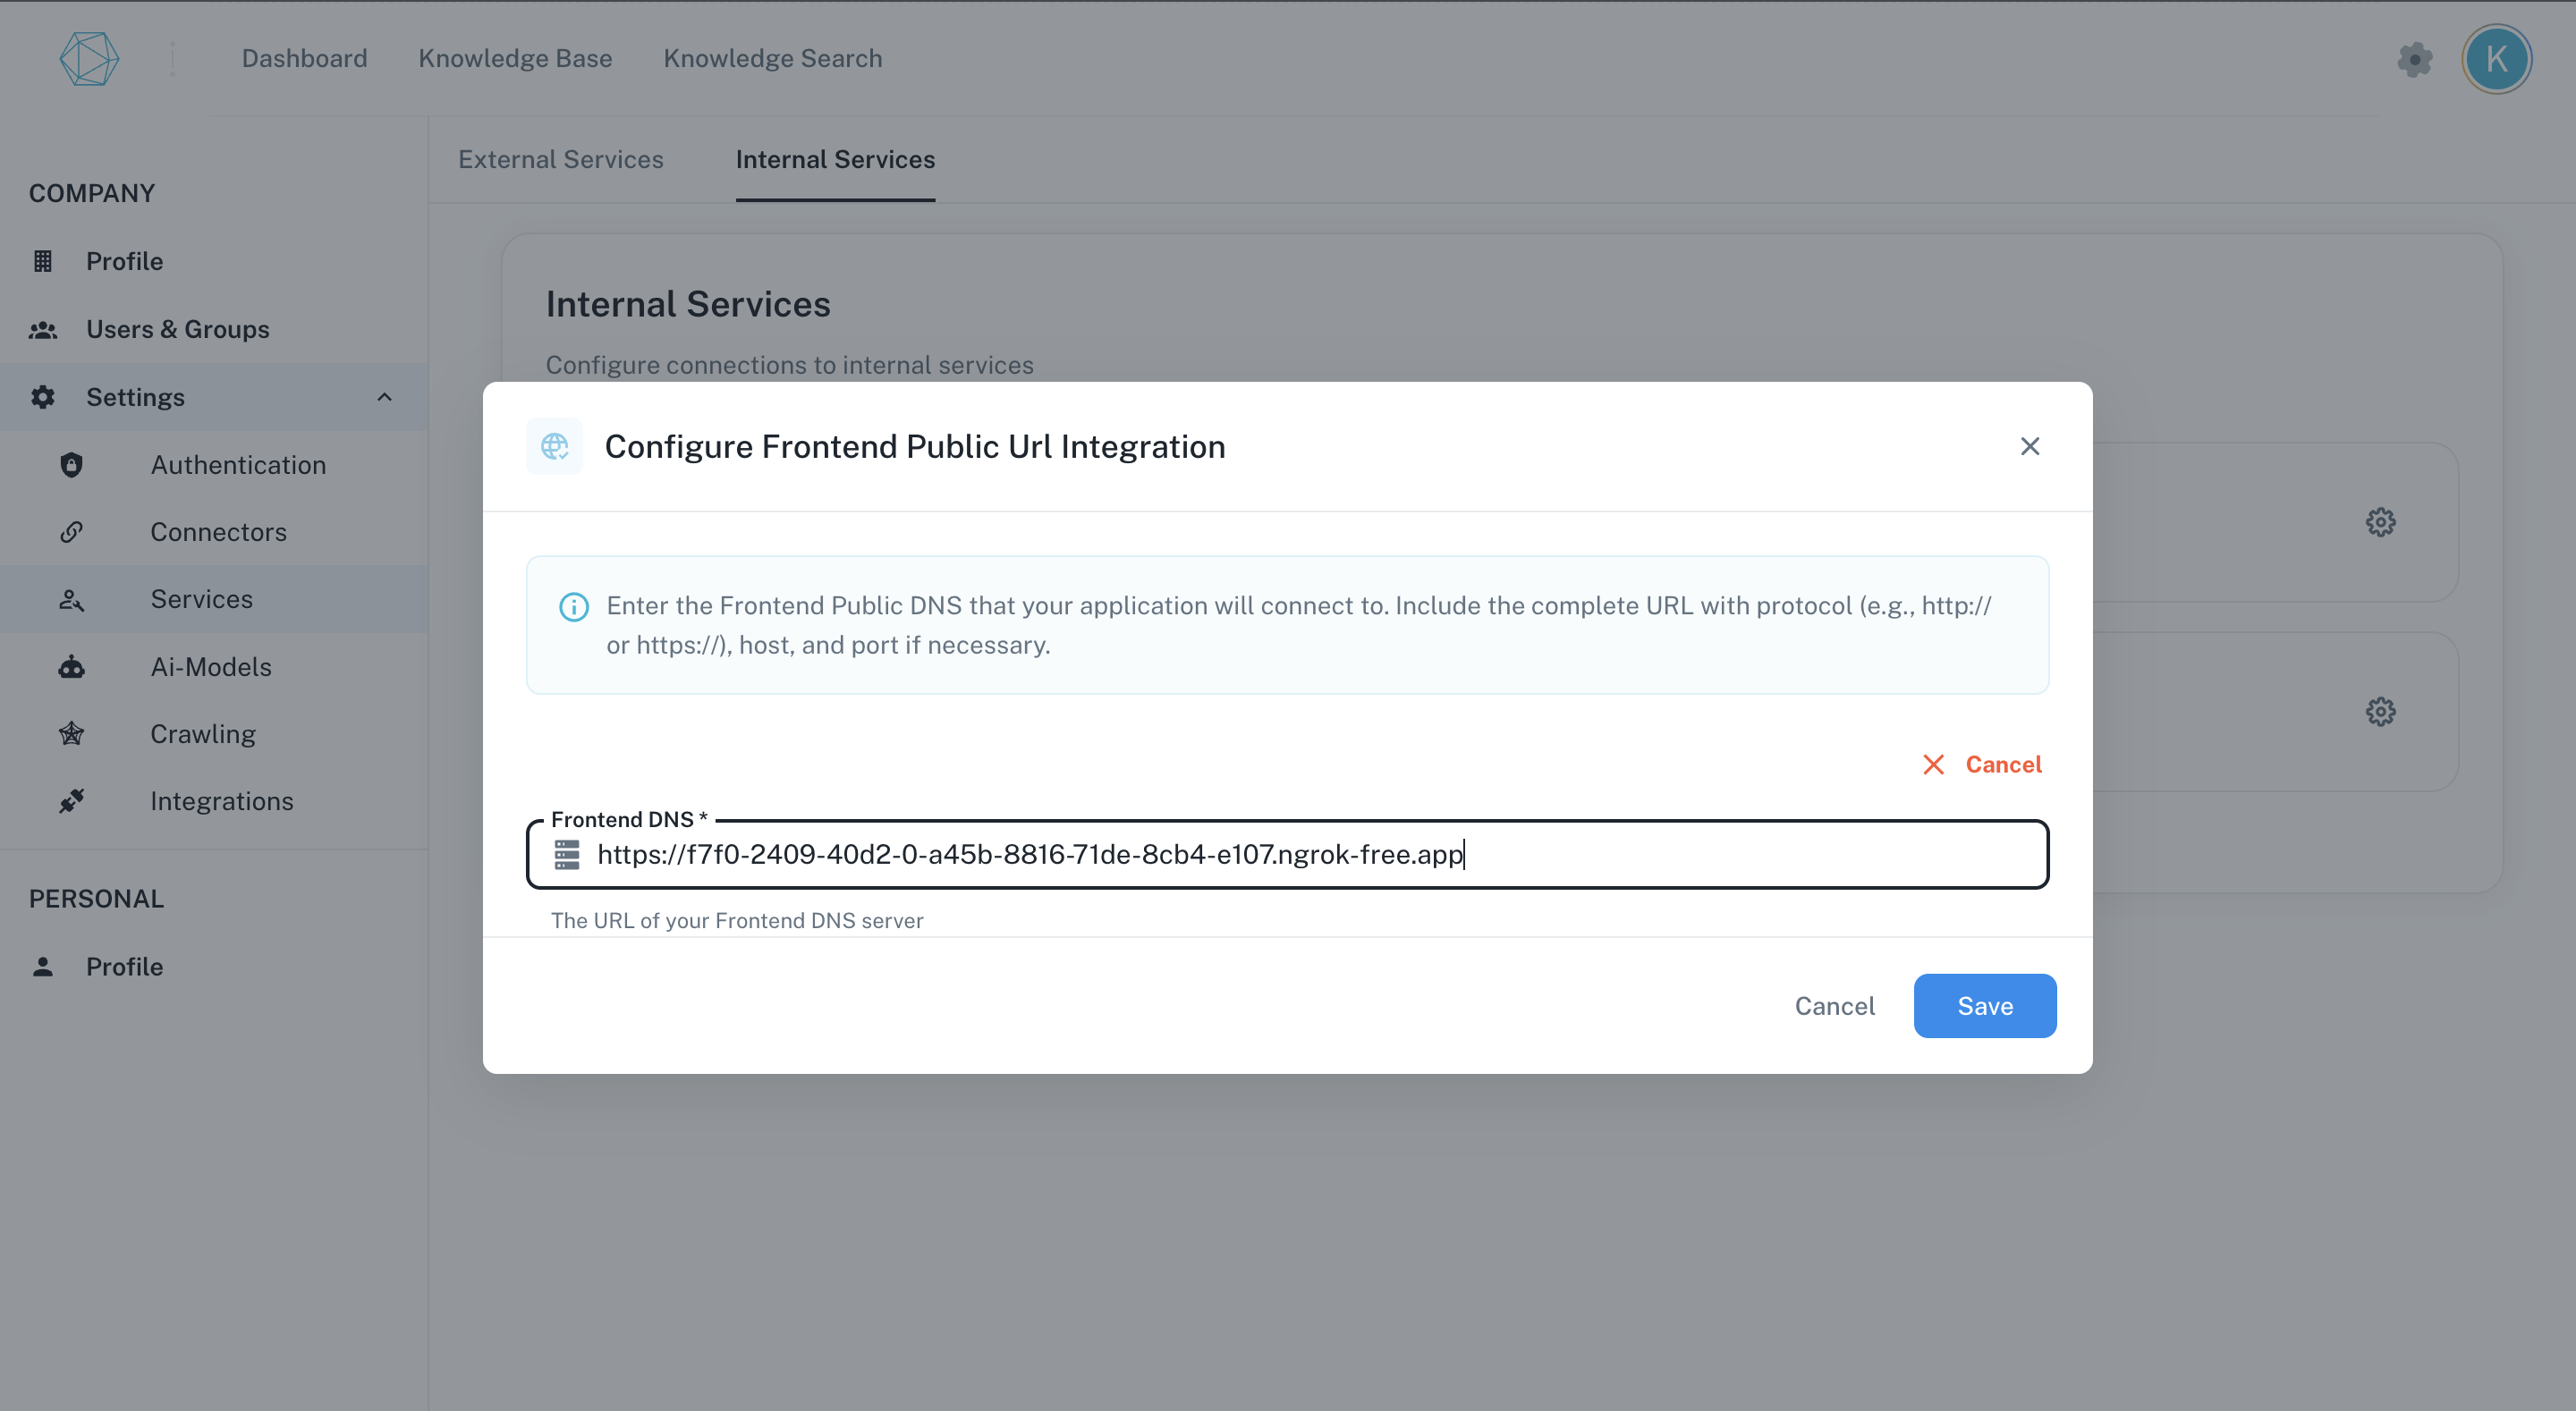 Dashboard
Knowledge Base
Knowledge Search
K
COMPANY
Profile
Users & Groups
Settings
Authentication
Connectors
Services
Ai-Models
Crawling
Integrations
PERSONAL
Profile
External Services
Internal Services
Internal Services
Configure connections to internal services
Configure Frontend Public Url Integration
Enter the Frontend Public DNS that your application will connect to. Include the complete URL with protocol (e.g., http://
or https://), host, and port if necessary.
Cancel
Frontend DNS *
https://f7f0-2409-40d2-0-a45b-8816-71de-8cb4-e107.ngrok-free.app
The URL of your Frontend DNS server
Cancel
Save